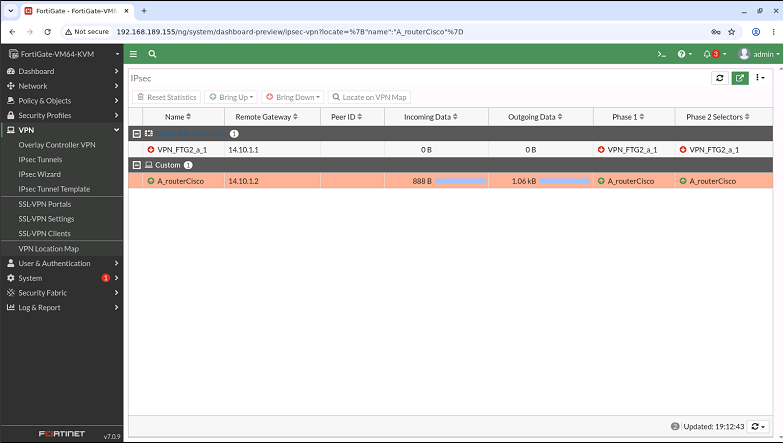 FortiGate - FortiGate-VM6
Not secure 192.168.189.155/ng/system/dashboard-preview/ipsec-vpn?locate=%7B"name":"A_routerCisco"%7D
FortiGate-VM64-KVM
>_
?
3
admin
Dashboard
Network
Policy & Objects
Security Profiles
VPN
Overlay Controller VPN
IPsec Tunnels
IPsec Wizard
IPsec Tunnel Template
SSL-VPN Portals
SSL-VPN Settings
SSL-VPN Clients
VPN Location Map
User & Authentication
System 1
Security Fabric
Log & Report
FORTINET v7.0.9
IPsec
Reset Statistics Bring Up Bring Down Locate on VPN Map
Name Remote Gateway Peer ID Incoming Data Outgoing Data Phase 1 Phase 2 Selectors
1
VPN_FTG2_a_1 14.10.1.1 0 B 0 B VPN_FTG2_a_1 VPN_FTG2_a_1
Custom 1
A_routerCisco 14.10.1.2 888 B 1.06 kB A_routerCisco A_routerCisco
2 Updated: 19:12:43